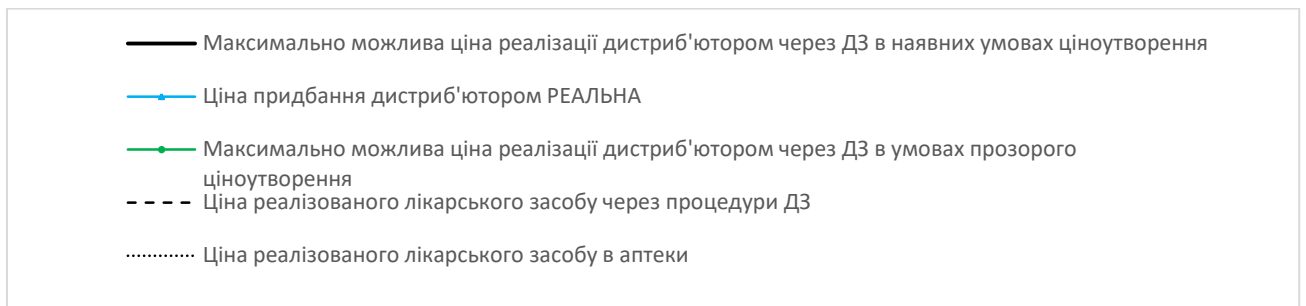 Максимально можлива ціна реалізації дистриб'ютором через ДЗ в наявних умовах ціноутворення
Ціна придбання дистриб'ютором РЕАЛЬНА
Максимально можлива ціна реалізації дистриб'ютором через ДЗ в умовах прозорого
ціноутворення
Ціна реалізованого лікарського засобу через процедури ДЗ
Ціна реалізованого лікарського засобу в аптеки